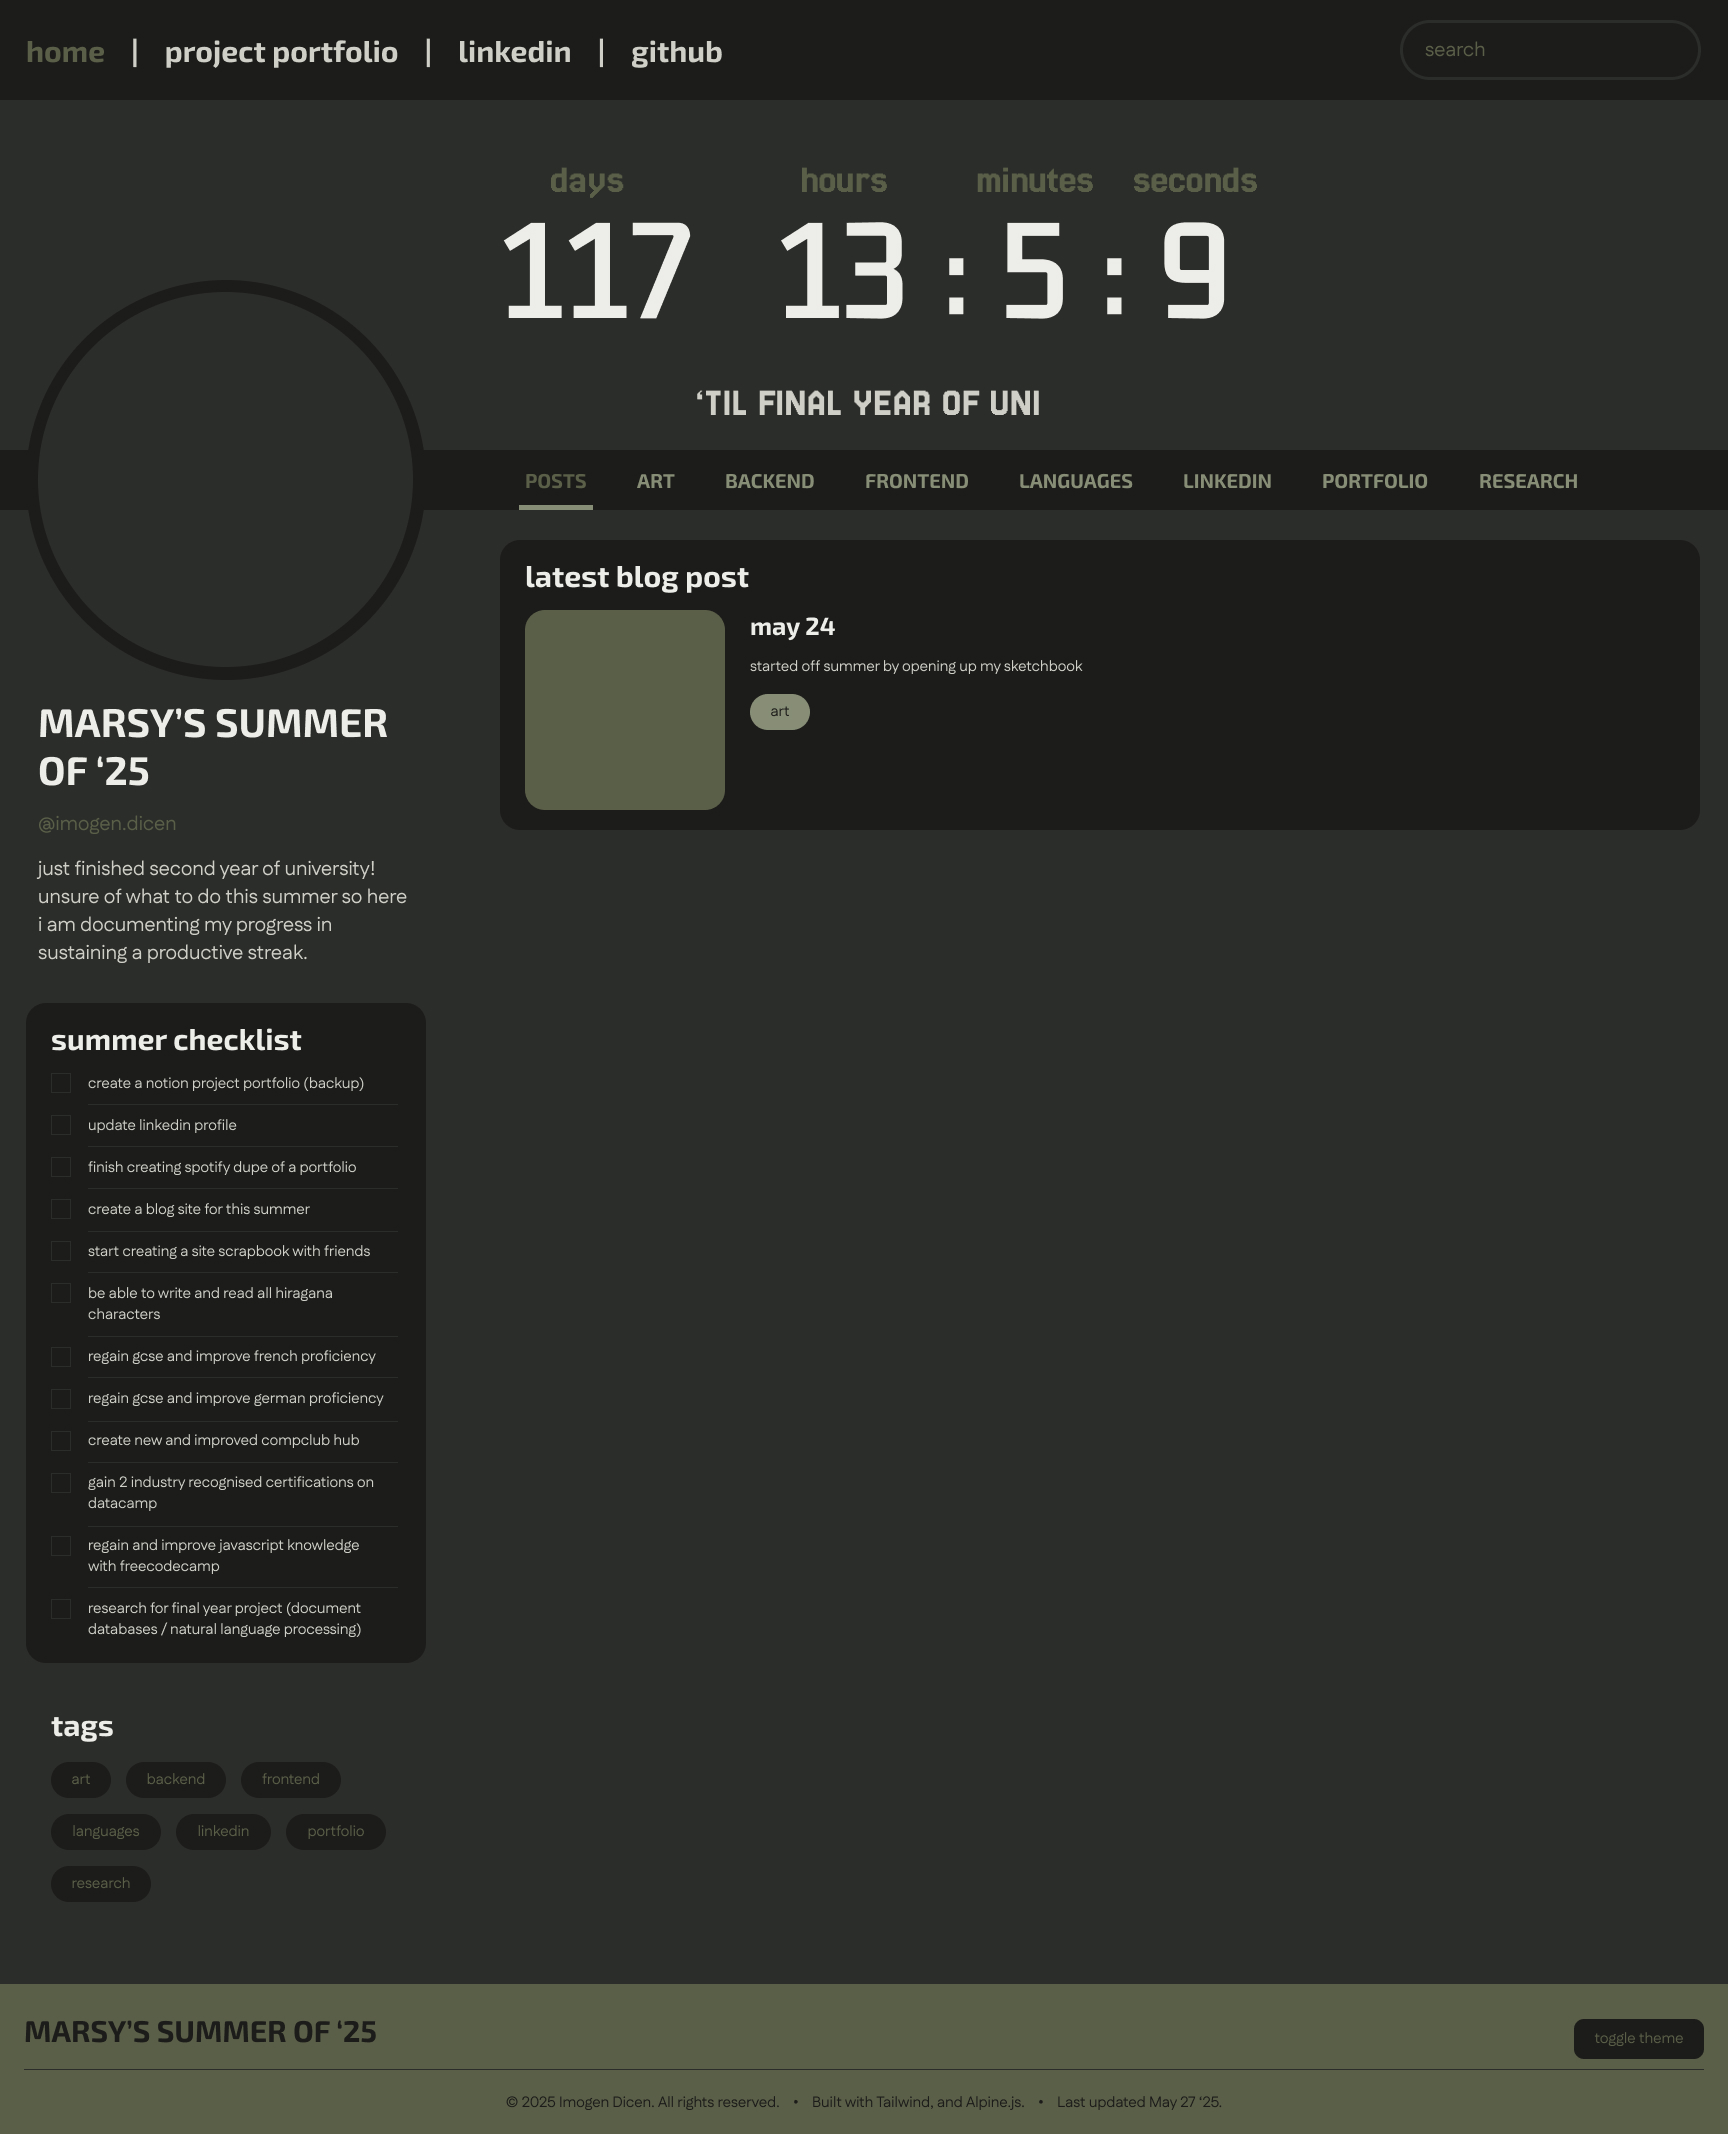 home | project portfolio | linkedin | github
search
days hours minutes seconds
117 13 : 5 : 9
‘TIL FINAL YEAR OF UNI
POSTS ART BACKEND FRONTEND LANGUAGES LINKEDIN PORTFOLIO RESEARCH
latest blog post
may 24
started off summer by opening up my sketchbook
art
MARSY’S SUMMER
OF ‘25
@imogen.dicen
just finished second year of university!
unsure of what to do this summer so here
i am documenting my progress in
sustaining a productive streak.
summer checklist
create a notion project portfolio (backup)
update linkedin profile
finish creating spotify dupe of a portfolio
create a blog site for this summer
start creating a site scrapbook with friends
be able to write and read all hiragana
characters
regain gcse and improve french proficiency
regain gcse and improve german proficiency
create new and improved compclub hub
gain 2 industry recognised certifications on
datacamp
regain and improve javascript knowledge
with freecodecamp
research for final year project (document
databases / natural language processing)
tags
art backend frontend
languages linkedin portfolio
research
MARSY’S SUMMER OF ‘25
toggle theme
© 2025 Imogen Dicen. All rights reserved. • Built with Tailwind, and Alpine.js. • Last updated May 27 ‘25.